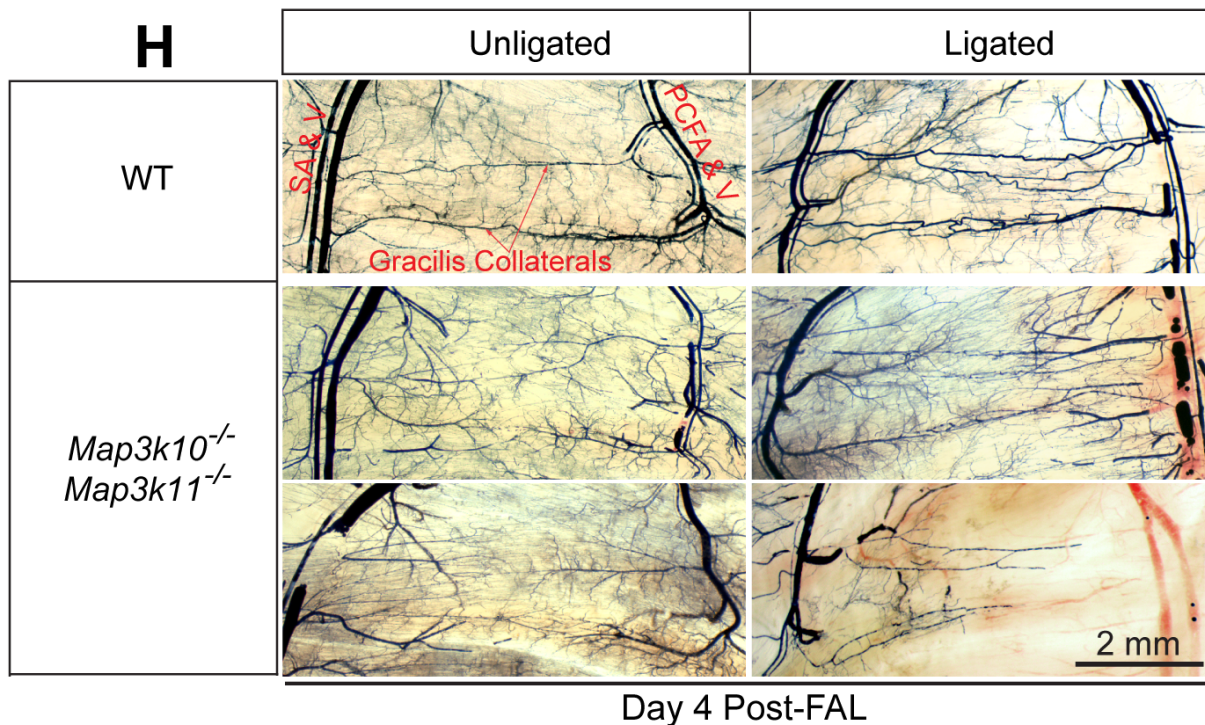 H
Unligated
Ligated
WT
SA & V
PCFA & V
Gracilis Collaterals
Map3k10-/-
Map3k11-/-
2 mm
Day 4 Post-FAL